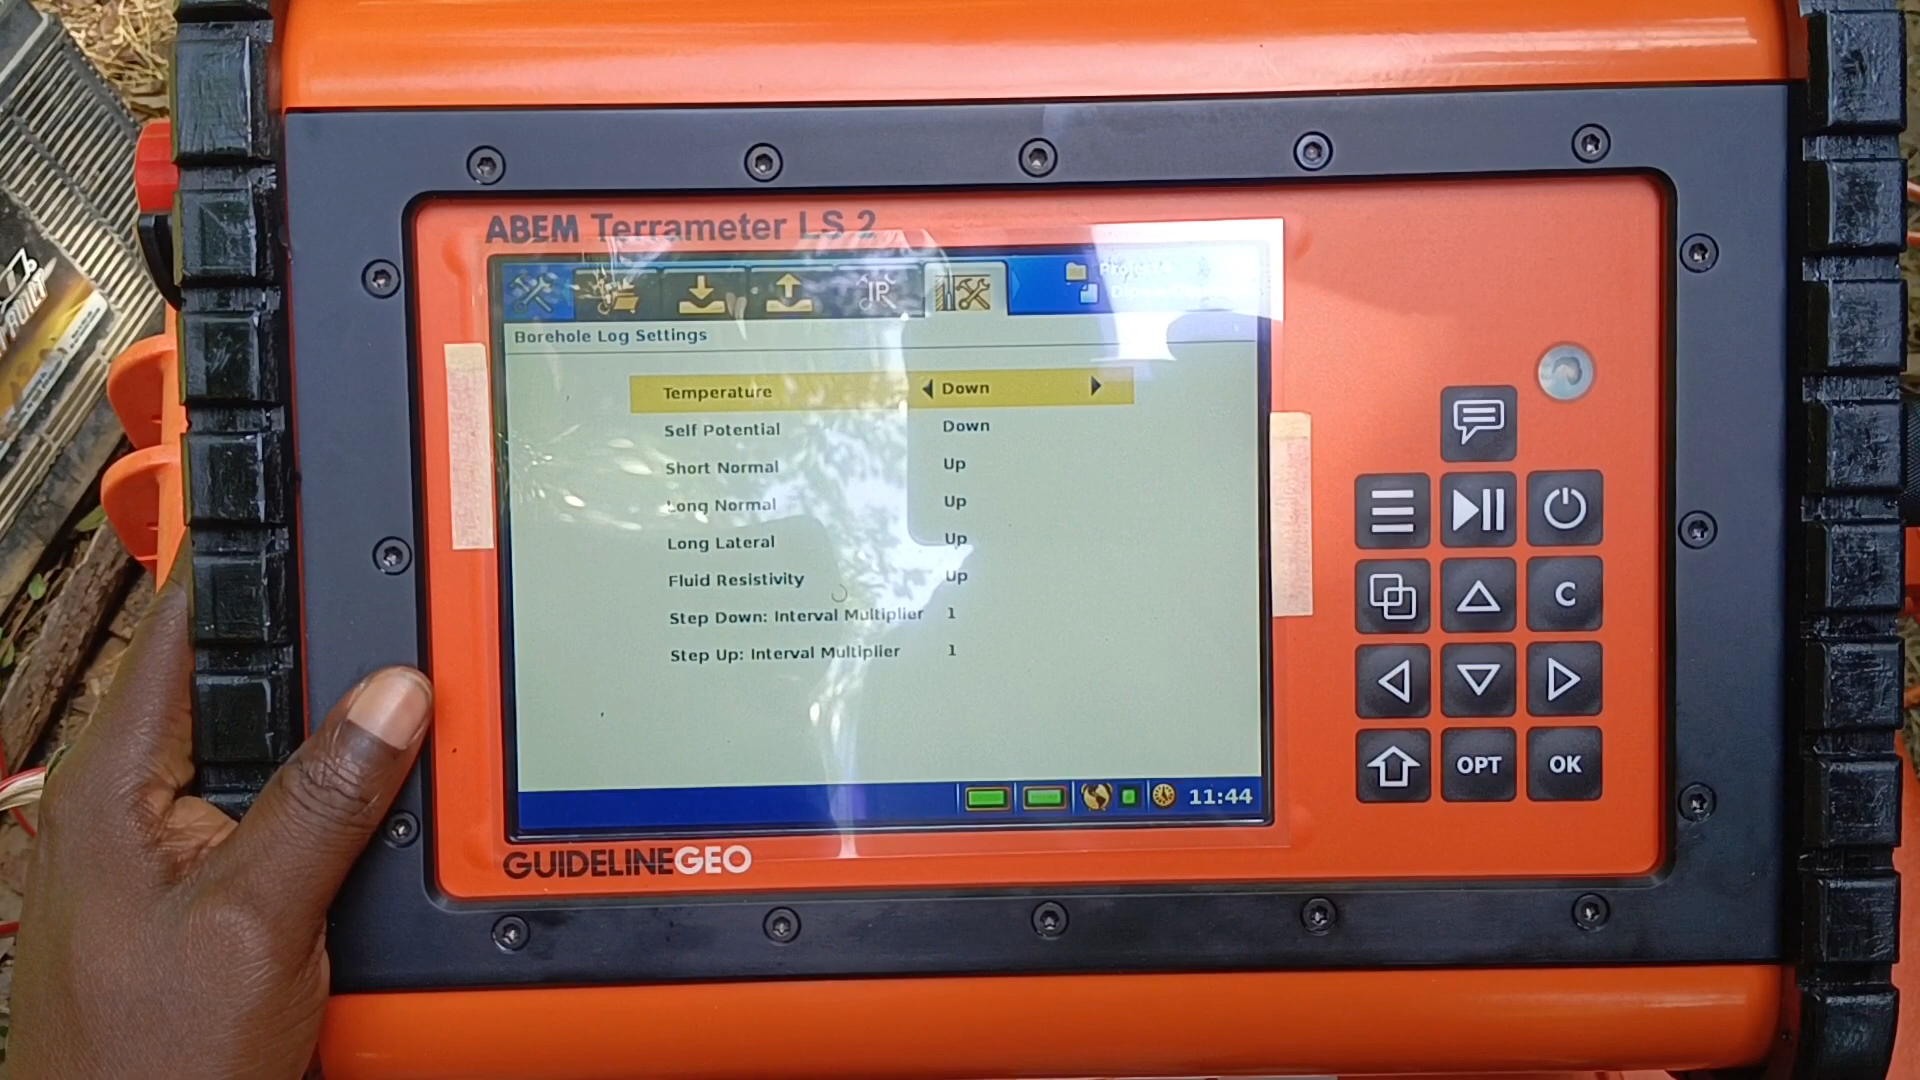 ABEM Terrameter LS 2
Borehole Log Settings
Temperature Down
Self Potential Down
Short Normal Up
Long Normal Up
Long Lateral Up
Fluid Resistivity Up
Step Down: Interval Multiplier 1
Step Up: Interval Multiplier 1
11:44
GUIDELINEGEO
C
OPT OK
IP